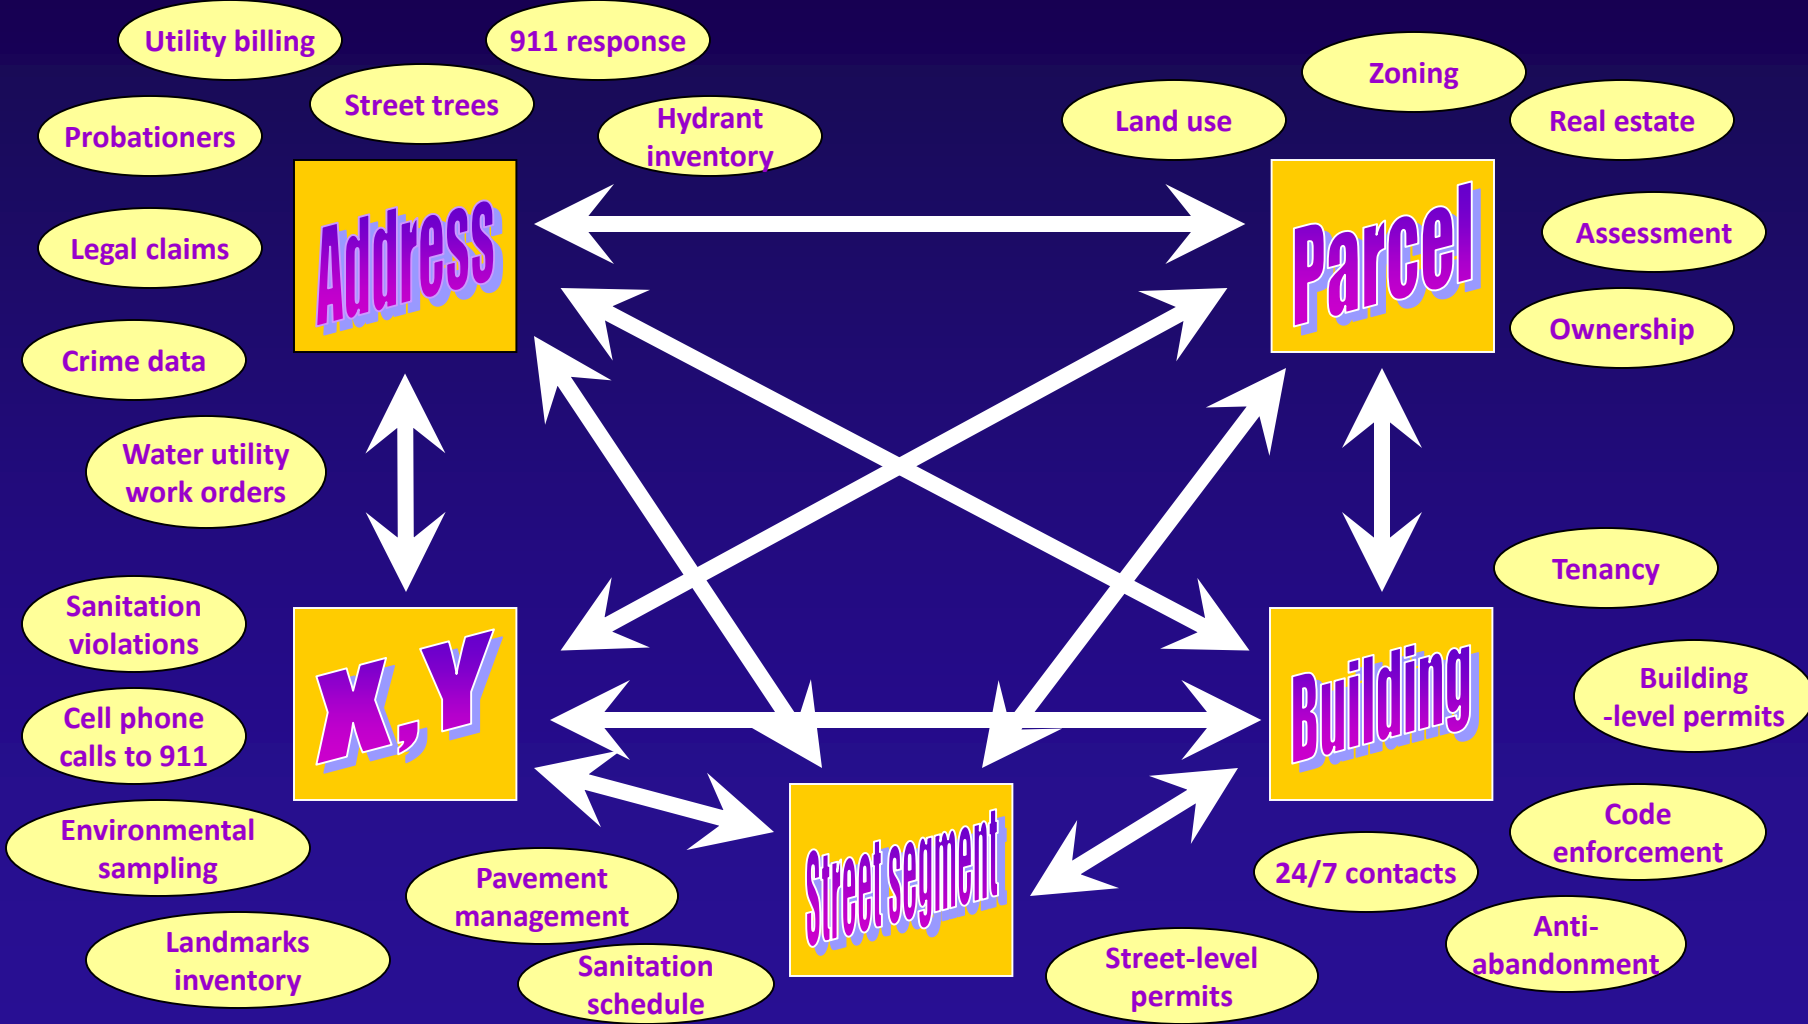 Utility billing
911 response
Street trees
Probationers
Hydrant
inventory
Address
Legal claims
Crime data
Water utility
work orders
Zoning
Land use
Real estate
Parcel
Assessment
Ownership
Sanitation
violations
X,Y
Cell phone
calls to 911
Environmental
sampling
Landmarks
inventory
Pavement
management
Sanitation
schedule
Street segment
Street-level
permits
Tenancy
Building
Building
-level permits
Code
enforcement
24/7 contacts
Anti-
abandonment